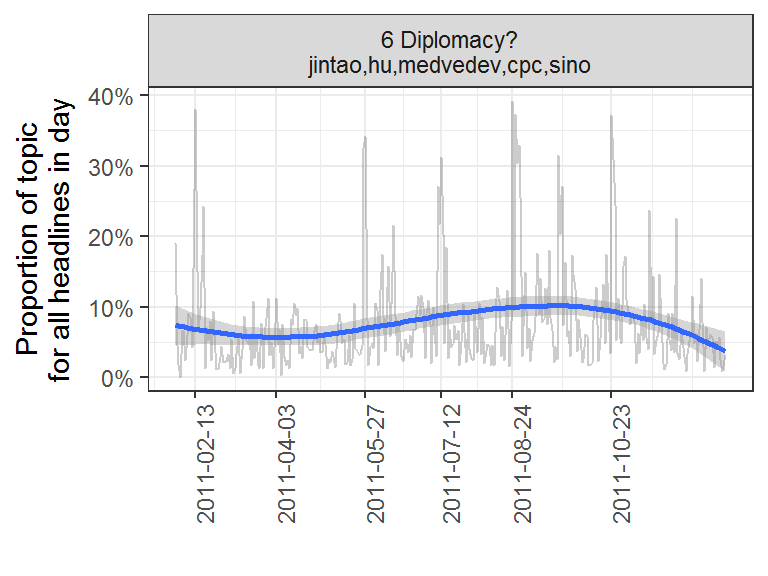 6 Diplomacy?
jintao,hu,medvedev,cpc,sino
Proportion of topic
for all headlines in day
40%
30%
20%
10%
0%
2011-02-13
2011-04-03
2011-05-27
2011-07-12
2011-08-24
2011-10-23